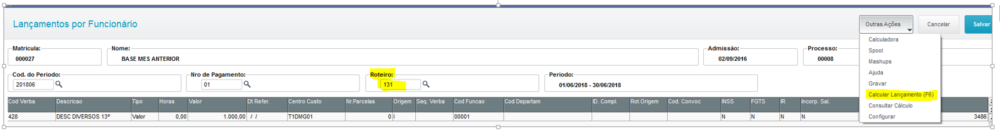 Lançamentos por Funcionário
Outras Ações
Cancelar
Salvar
Calculadora
Spool
Mashups
Ajuda
Gravar
Calcular Lançamento (F6)
Consultar Cálculo
Configurar
Matricula: Nome: Admissão: Processo:
000027 BASE MES ANTERIOR 02/09/2016 00008
Cod. do Periodo: Nro de Pagamento: Roteiro: Periodo:
201806 01 131 01/06/2018 - 30/06/2018
Cod Verba Descricao Tipo Horas Valor Dt Refer. Centro Custo Nr.Parcelas Origem Seq. Verba Cod Funcao Cod Departam ID. Compl. Rot.Origem Cod. Convoc INSS FGTS IR Incorp. Sal.
428 DESC DIVERSOS 13º Valor 0,00 1.000,00 / / T1DMG01 0 I 00001 N N N N 3486